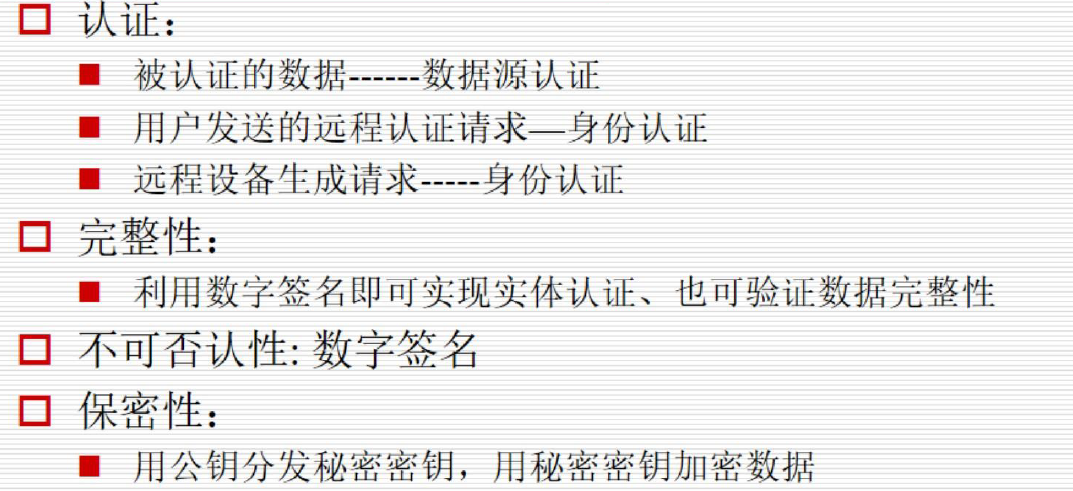 认证：
被认证的数据------数据源认证
用户发送的远程认证请求—身份认证
远程设备生成请求-----身份认证
完整性：
利用数字签名即可实现实体认证、也可验证数据完整性
不可否认性: 数字签名
保密性：
用公钥分发秘密密钥，用秘密密钥加密数据